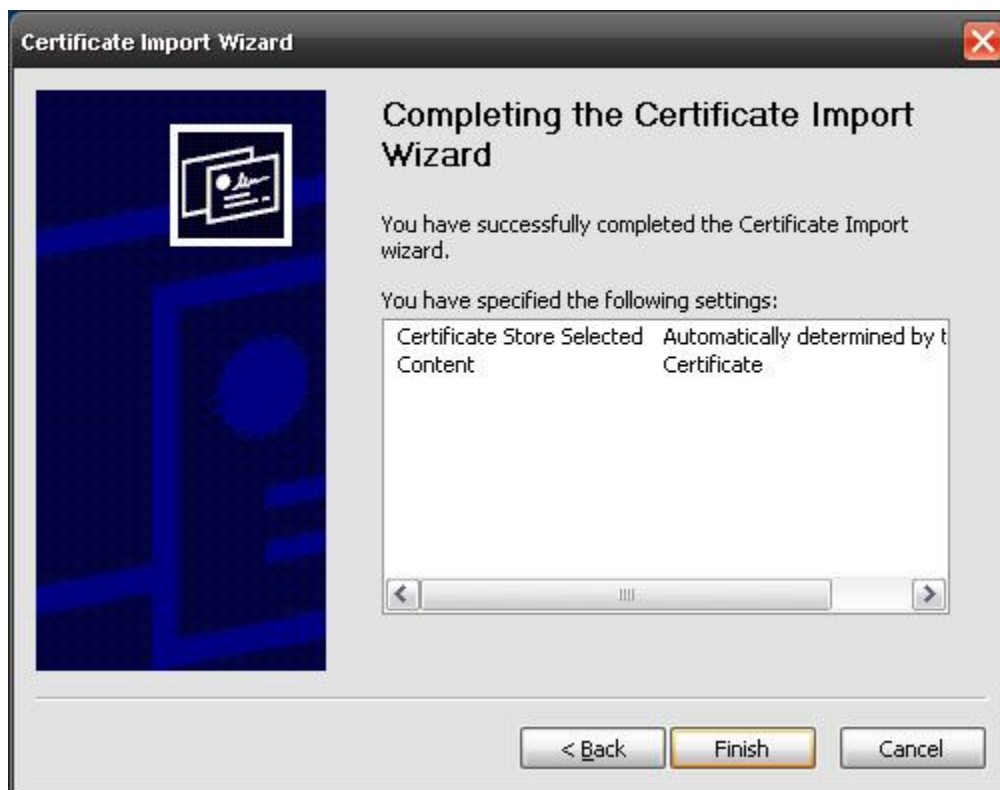 Certificate Import Wizard
Completing the Certificate Import
Wizard
You have successfully completed the Certificate Import
wizard.
You have specified the following settings:
Certificate Store Selected Automatically determined by t
Content Certificate
< Back Finish Cancel